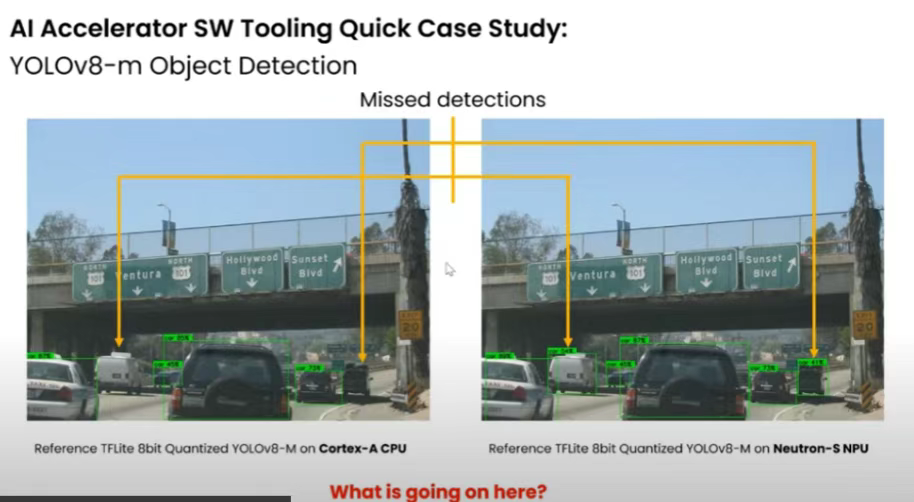 AI Accelerator SW Tooling Quick Case Study:
YOLOv8-m Object Detection
Missed detections
NORTH
101
Ventura
NORTH
101
Hollywood
Blvd
Sunset
Blvd
20
NORTH
101
Ventura
NORTH
101
Hollywood
Blvd
Sunset
Blvd
20
Reference TFLite 8bit Quantized YOLOv8-M on Cortex-A CPU
Reference TFLite 8bit Quantized YOLOv8-M on Neutron-S NPU
What is going on here?